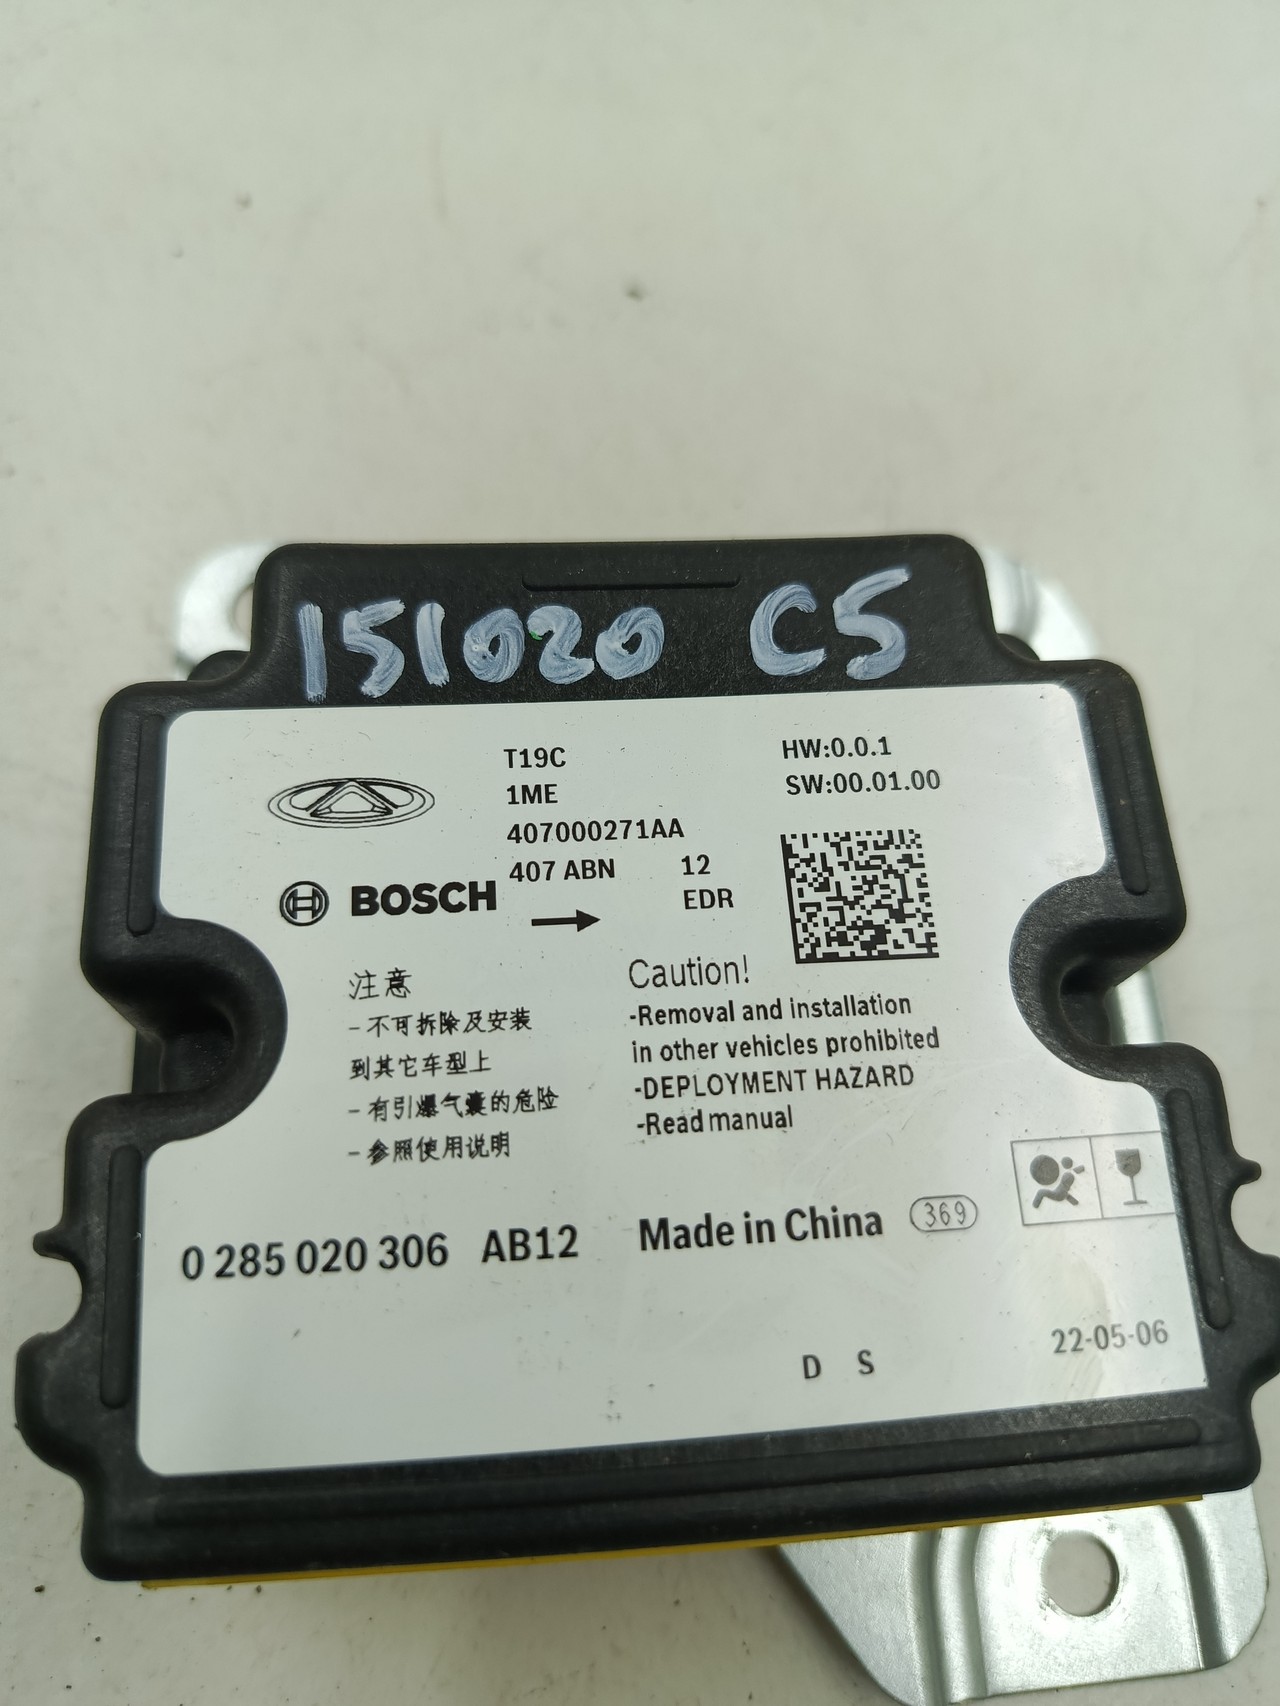 151020 C5
T19C
1ME
407000271AA
407 ABN 12
EDR
HW:0.0.1
SW:00.01.00
BOSCH
注意
-不可拆除及安装
到其它车型上
-有引爆气囊的危险
-参照使用说明
Caution!
-Removal and installation
in other vehicles prohibited
-DEPLOYMENT HAZARD
-Read manual
0 285 020 306 AB12 Made in China 369
22-05-06
D S